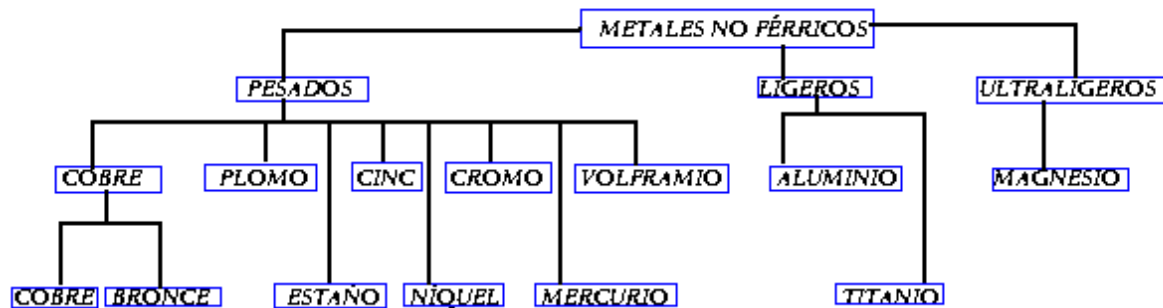 METALES NO FÉRRICOS
PESADOS
LIGEROS
ULTRALIGEROS
COBRE
PLOMO
CINC
CROMO
VOLFRAMIO
ALUMINIO
MAGNESIO
COBRE
BRONCE
ESTAÑO
NÍQUEL
MERCURIO
TITANIO